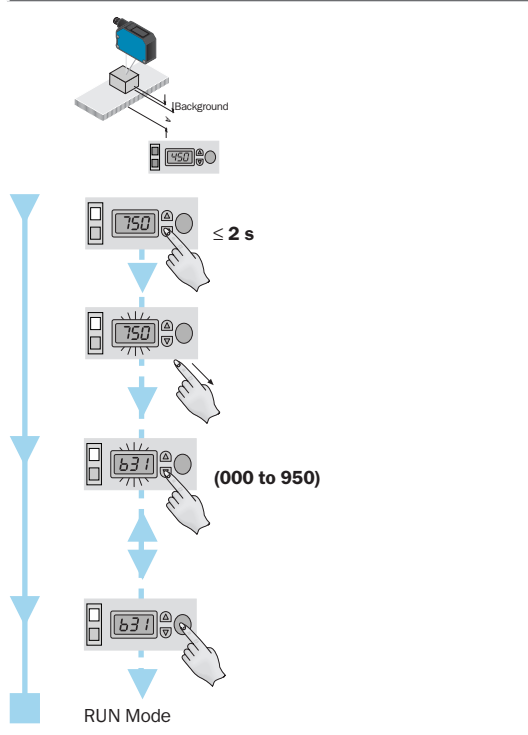 Background
A
450
750
≤ 2 s
750
631
(000 to 950)
631
RUN Mode